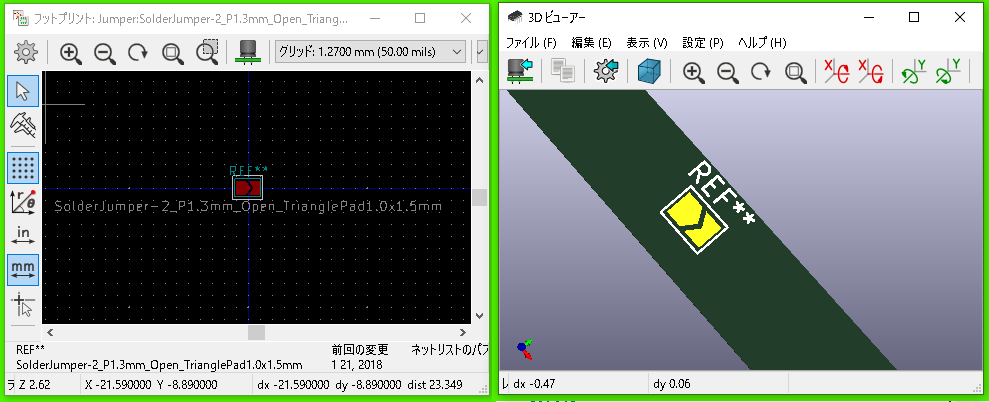 フットプリント: Jumper:SolderJumper-2_P1.3mm_Open_Triang...
グリッド: 1.2700 mm (50.00 mils)
r
θ
in
mm
REF**
SolderJumper-2_P1.3mm_Open_TrianglePad1.0x1.5mm
REF**
前回の変更
ネットリストのパス
SolderJumper-2_P1.3mm_Open_TrianglePad1.0x1.5mm
1 21, 2018
Z 2.62
X -21.590000 Y -8.890000
dx -21.590000 dy -8.890000 dist 23.349
3D ビューアー
ファイル (F)
編集 (E)
表示 (V)
設定 (P)
ヘルプ (H)
X
X
Y
Y
REF**
dx -0.47
dy 0.06